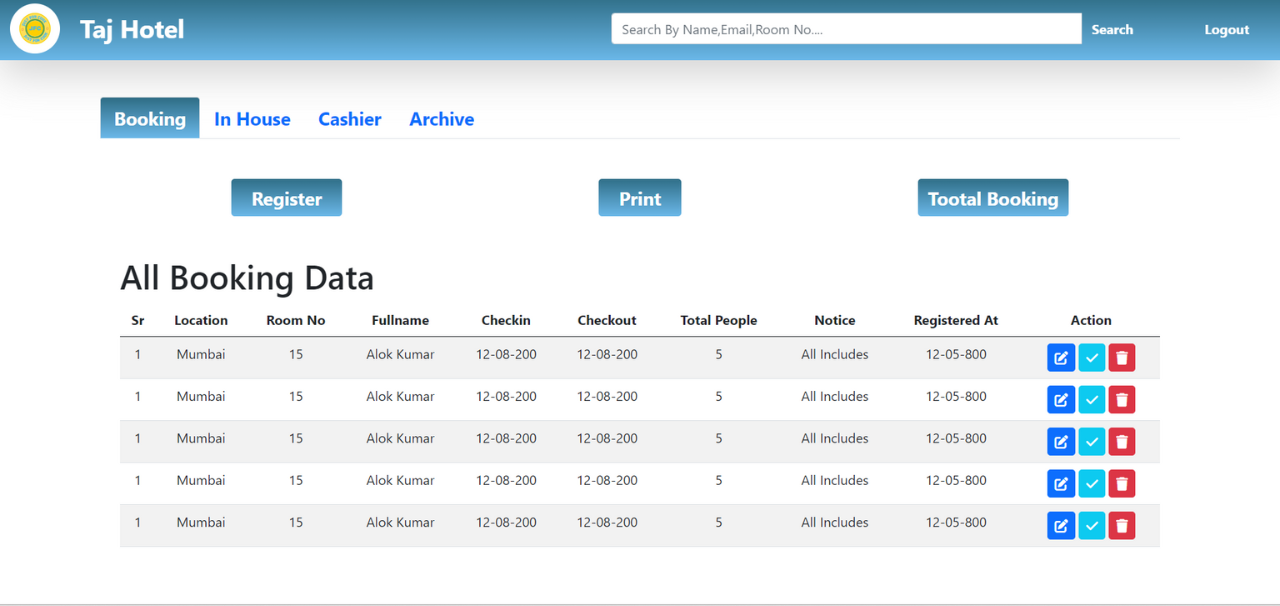 Taj Hotel
Search By Name,Email,Room No....
Search
Logout
Booking In House Cashier Archive
Register Print Tootal Booking
All Booking Data
Sr Location Room No Fullname Checkin Checkout Total People Notice Registered At Action
1 Mumbai 15 Alok Kumar 12-08-200 12-08-200 5 All Includes 12-05-800
1 Mumbai 15 Alok Kumar 12-08-200 12-08-200 5 All Includes 12-05-800
1 Mumbai 15 Alok Kumar 12-08-200 12-08-200 5 All Includes 12-05-800
1 Mumbai 15 Alok Kumar 12-08-200 12-08-200 5 All Includes 12-05-800
1 Mumbai 15 Alok Kumar 12-08-200 12-08-200 5 All Includes 12-05-800